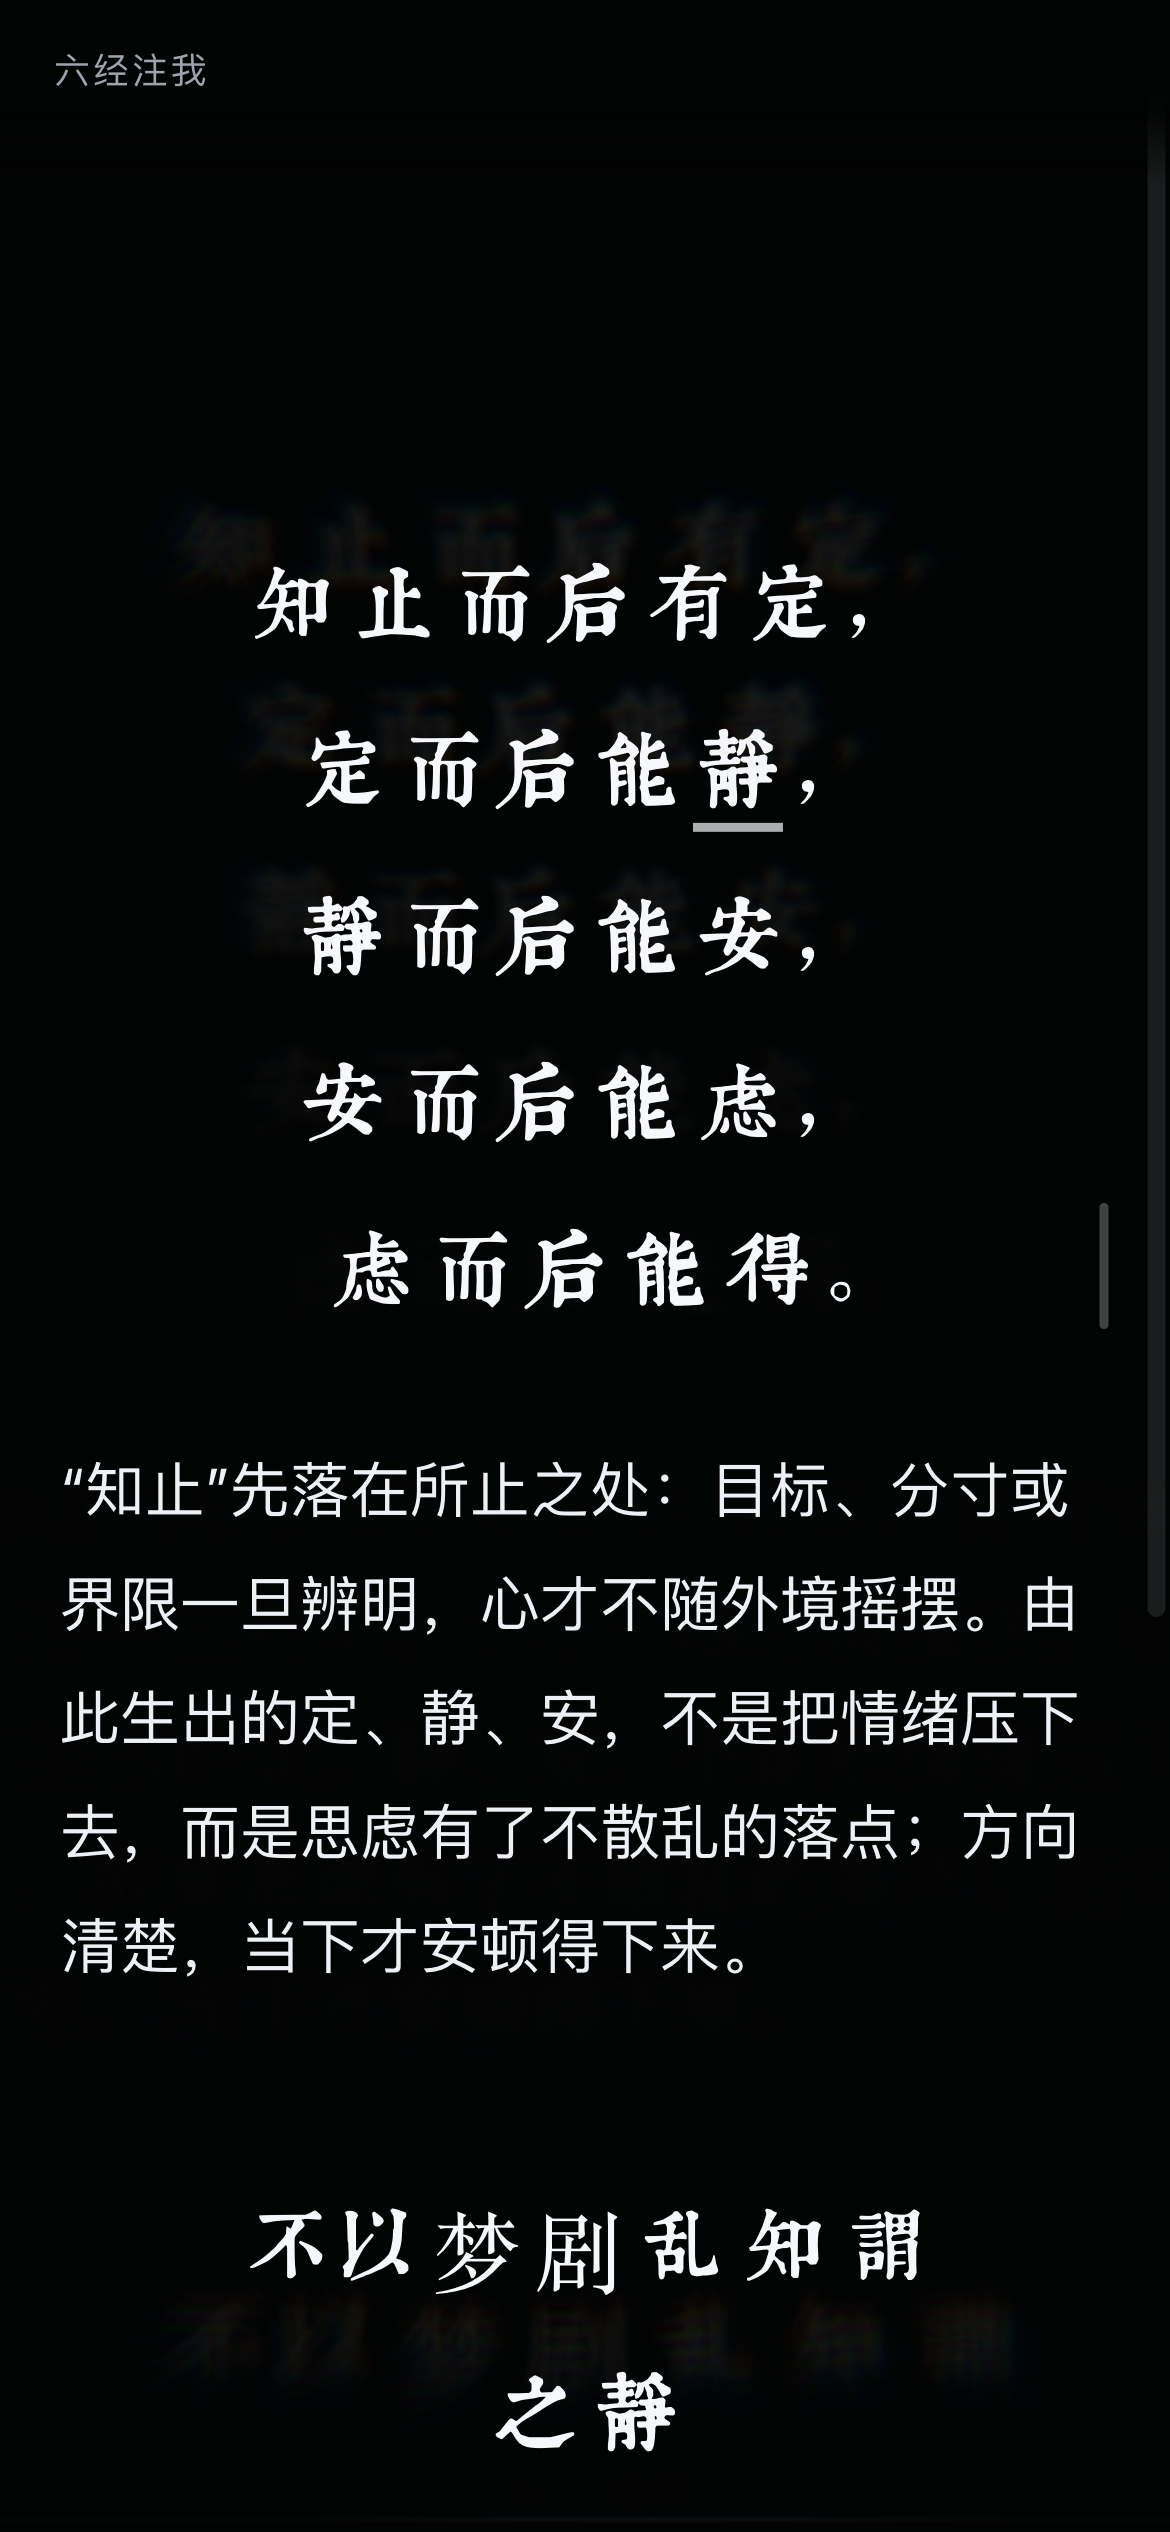 六经注我
知止而后有定，
定而后能靜，
靜而后能安，
安而后能虑，
虑而后能得。
“知止”先落在所止之处：目标、分寸或
界限一旦辨明，心才不随外境摇摆。由
此生出的定、静、安，不是把情绪压下
去，而是思虑有了不散乱的落点；方向
清楚，当下才安顿得下来。
不以梦剧乱知謂
之靜